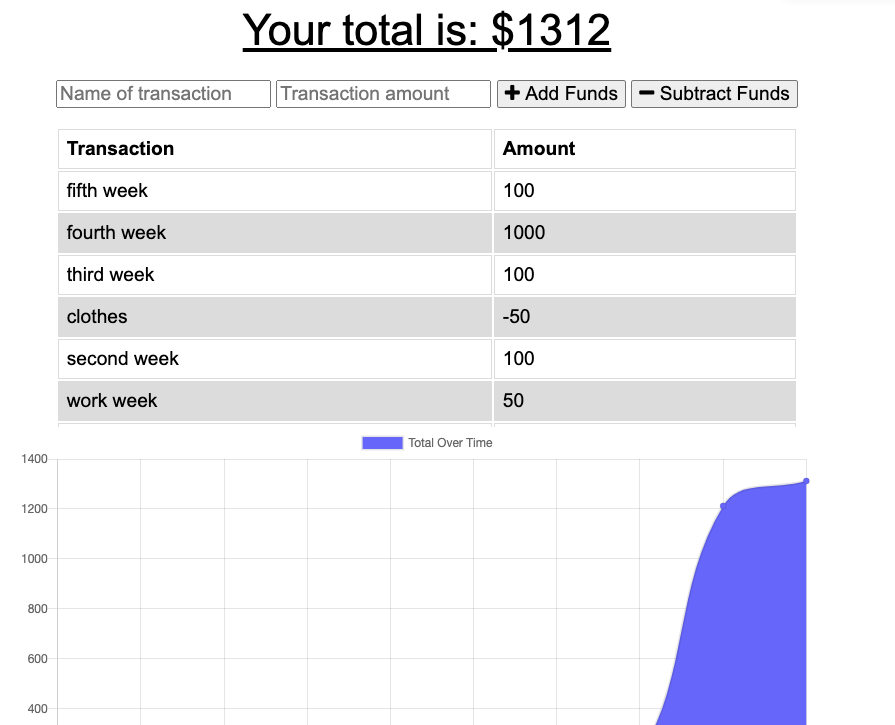 Your total is: $1312
Name of transaction Transaction amount Add Funds Subtract Funds
Transaction Amount
fifth week 100
fourth week 1000
third week 100
clothes -50
second week 100
work week 50
Total Over Time
1400
1200
1000
800
600
400